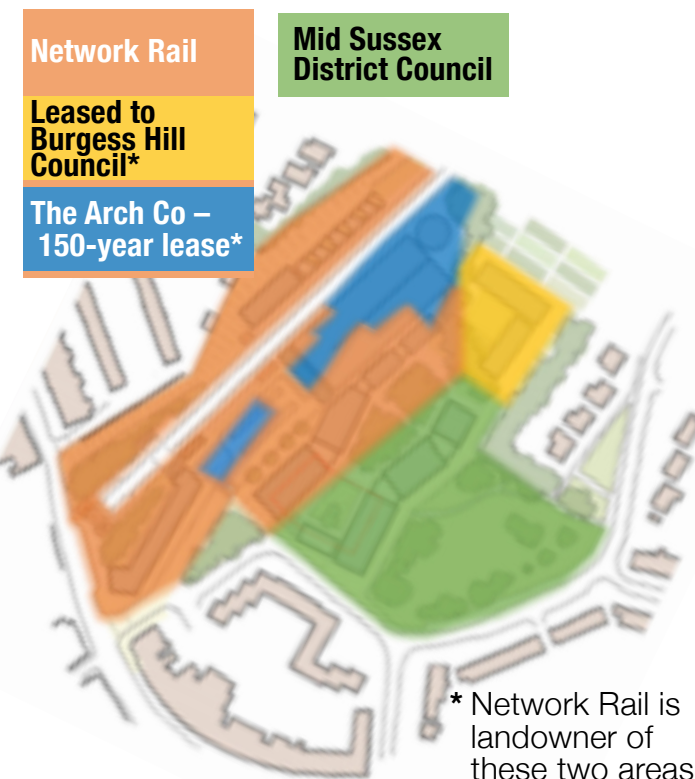 Network Rail
Mid Sussex
District Council
Leased to
Burgess Hill
Council*
The Arch Co –
150-year lease*
* Network Rail is
landowner of
these two areas